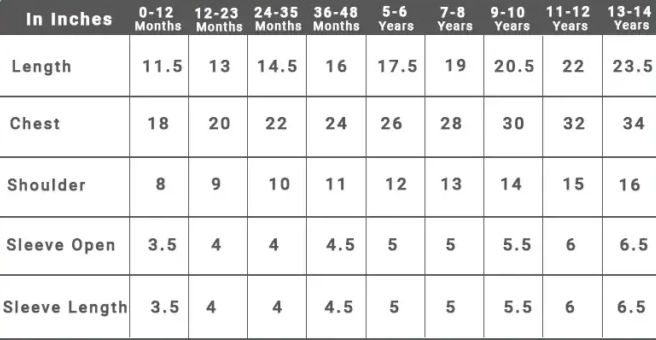 In Inches 0-12 Months 12-23 Months 24-35 Months 36-48 Months 5-6 Years 7-8 Years 9-10 Years 11-12 Years 13-14 Years
Length 11.5 13 14.5 16 17.5 19 20.5 22 23.5
Chest 18 20 22 24 26 28 30 32 34
Shoulder 8 9 10 11 12 13 14 15 16
Sleeve Open 3.5 4 4 4.5 5 5 5.5 6 6.5
Sleeve Length 3.5 4 4 4.5 5 5 5.5 6 6.5